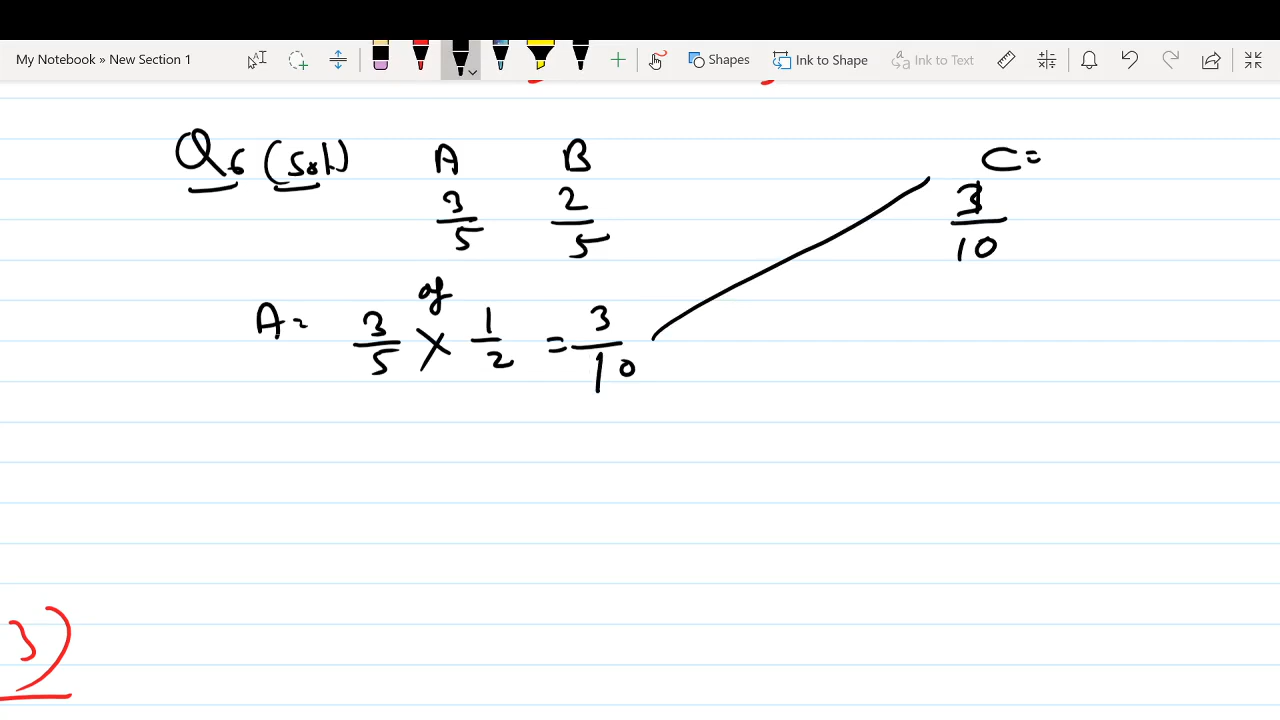 My Notebook » New Section 1
Shapes
Ink to Shape
Ink to Text
Q6 (Sol) A B C=
3/5 2/5 3/10
of
A = 3/5 × 1/2 = 3/10
3)